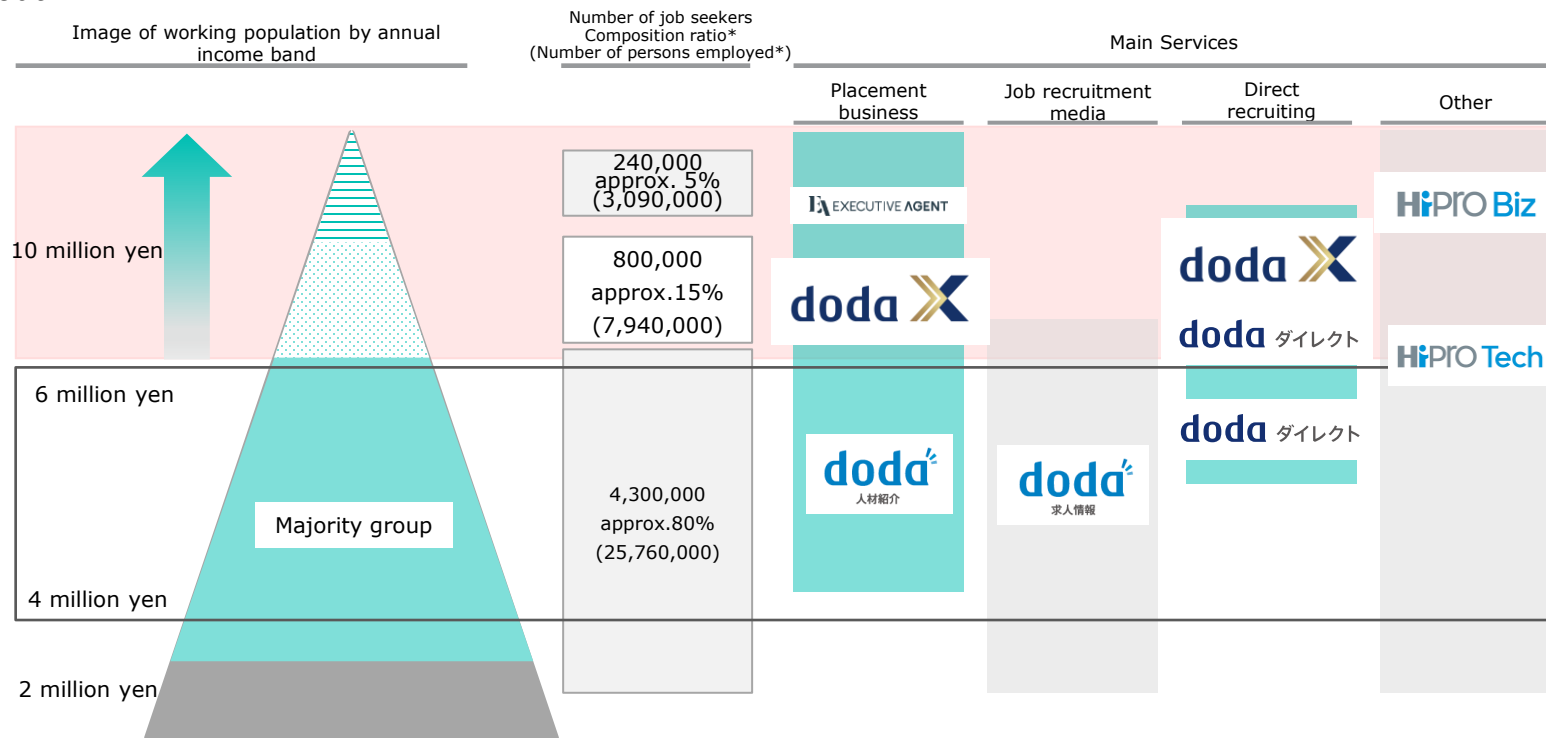 Image of working population by annual
income band
Number of job seekers
Composition ratio*
(Number of persons employed*)
Main Services
Placement
business
Job recruitment
media
Direct
recruiting
Other
10 million yen
6 million yen
4 million yen
2 million yen
Majority group
240,000
approx. 5%
(3,090,000)
800,000
approx.15%
(7,940,000)
4,300,000
approx.80%
(25,760,000)
EA EXECUTIVE AGENT
doda X
doda
人材紹介
doda
求人情報
doda X
doda ダイレクト
doda ダイレクト
HiPro Biz
HiPro Tech